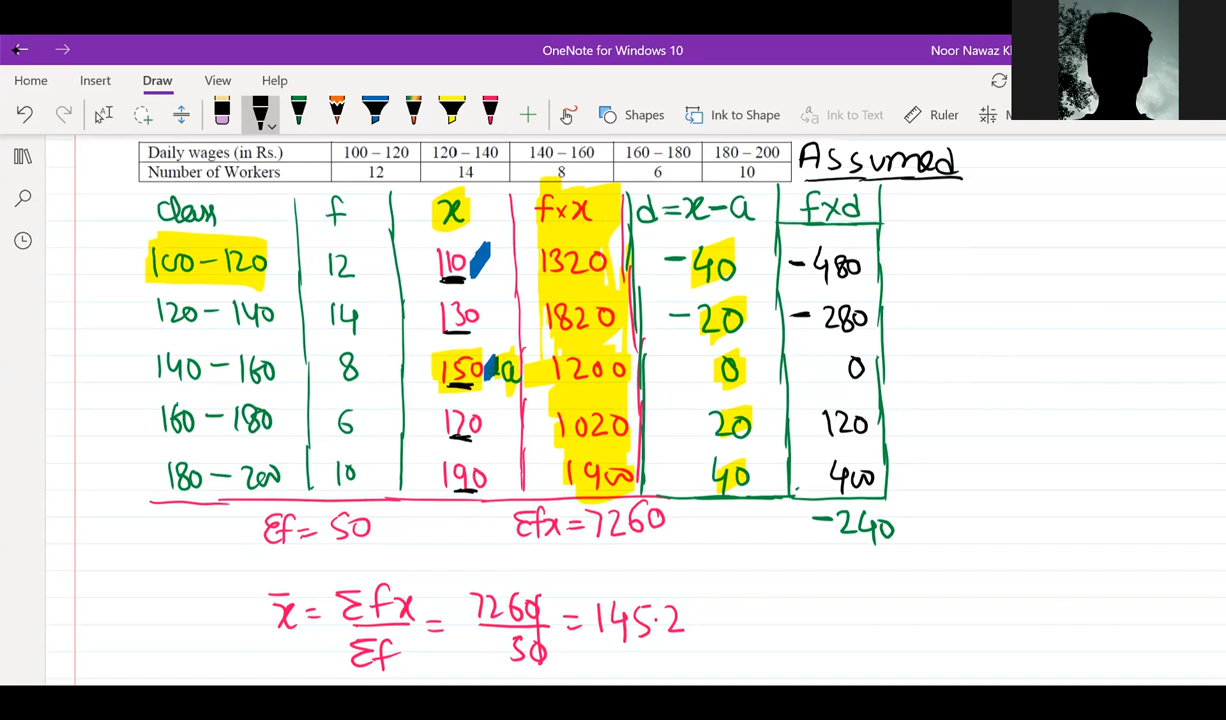 OneNote for Windows 10
Noor Nawaz K
Home Insert Draw View Help
Shapes Ink to Shape Ink to Text Ruler
Daily wages (in Rs.) 100 – 120 120 – 140 140 – 160 160 – 180 180 – 200
Number of Workers 12 14 8 6 10
Assumed
class f x f×x d=x-a f×d
100-120 12 110 1320 -40 -480
120-140 14 130 1820 -20 -280
140-160 8 150 a 1200 0 0
160-180 6 120 1020 20 120
180-200 10 190 1900 40 400
Σf= 50 Σfx=7260 -240
x̄ = Σfx/Σf = 7260/50 = 145.2